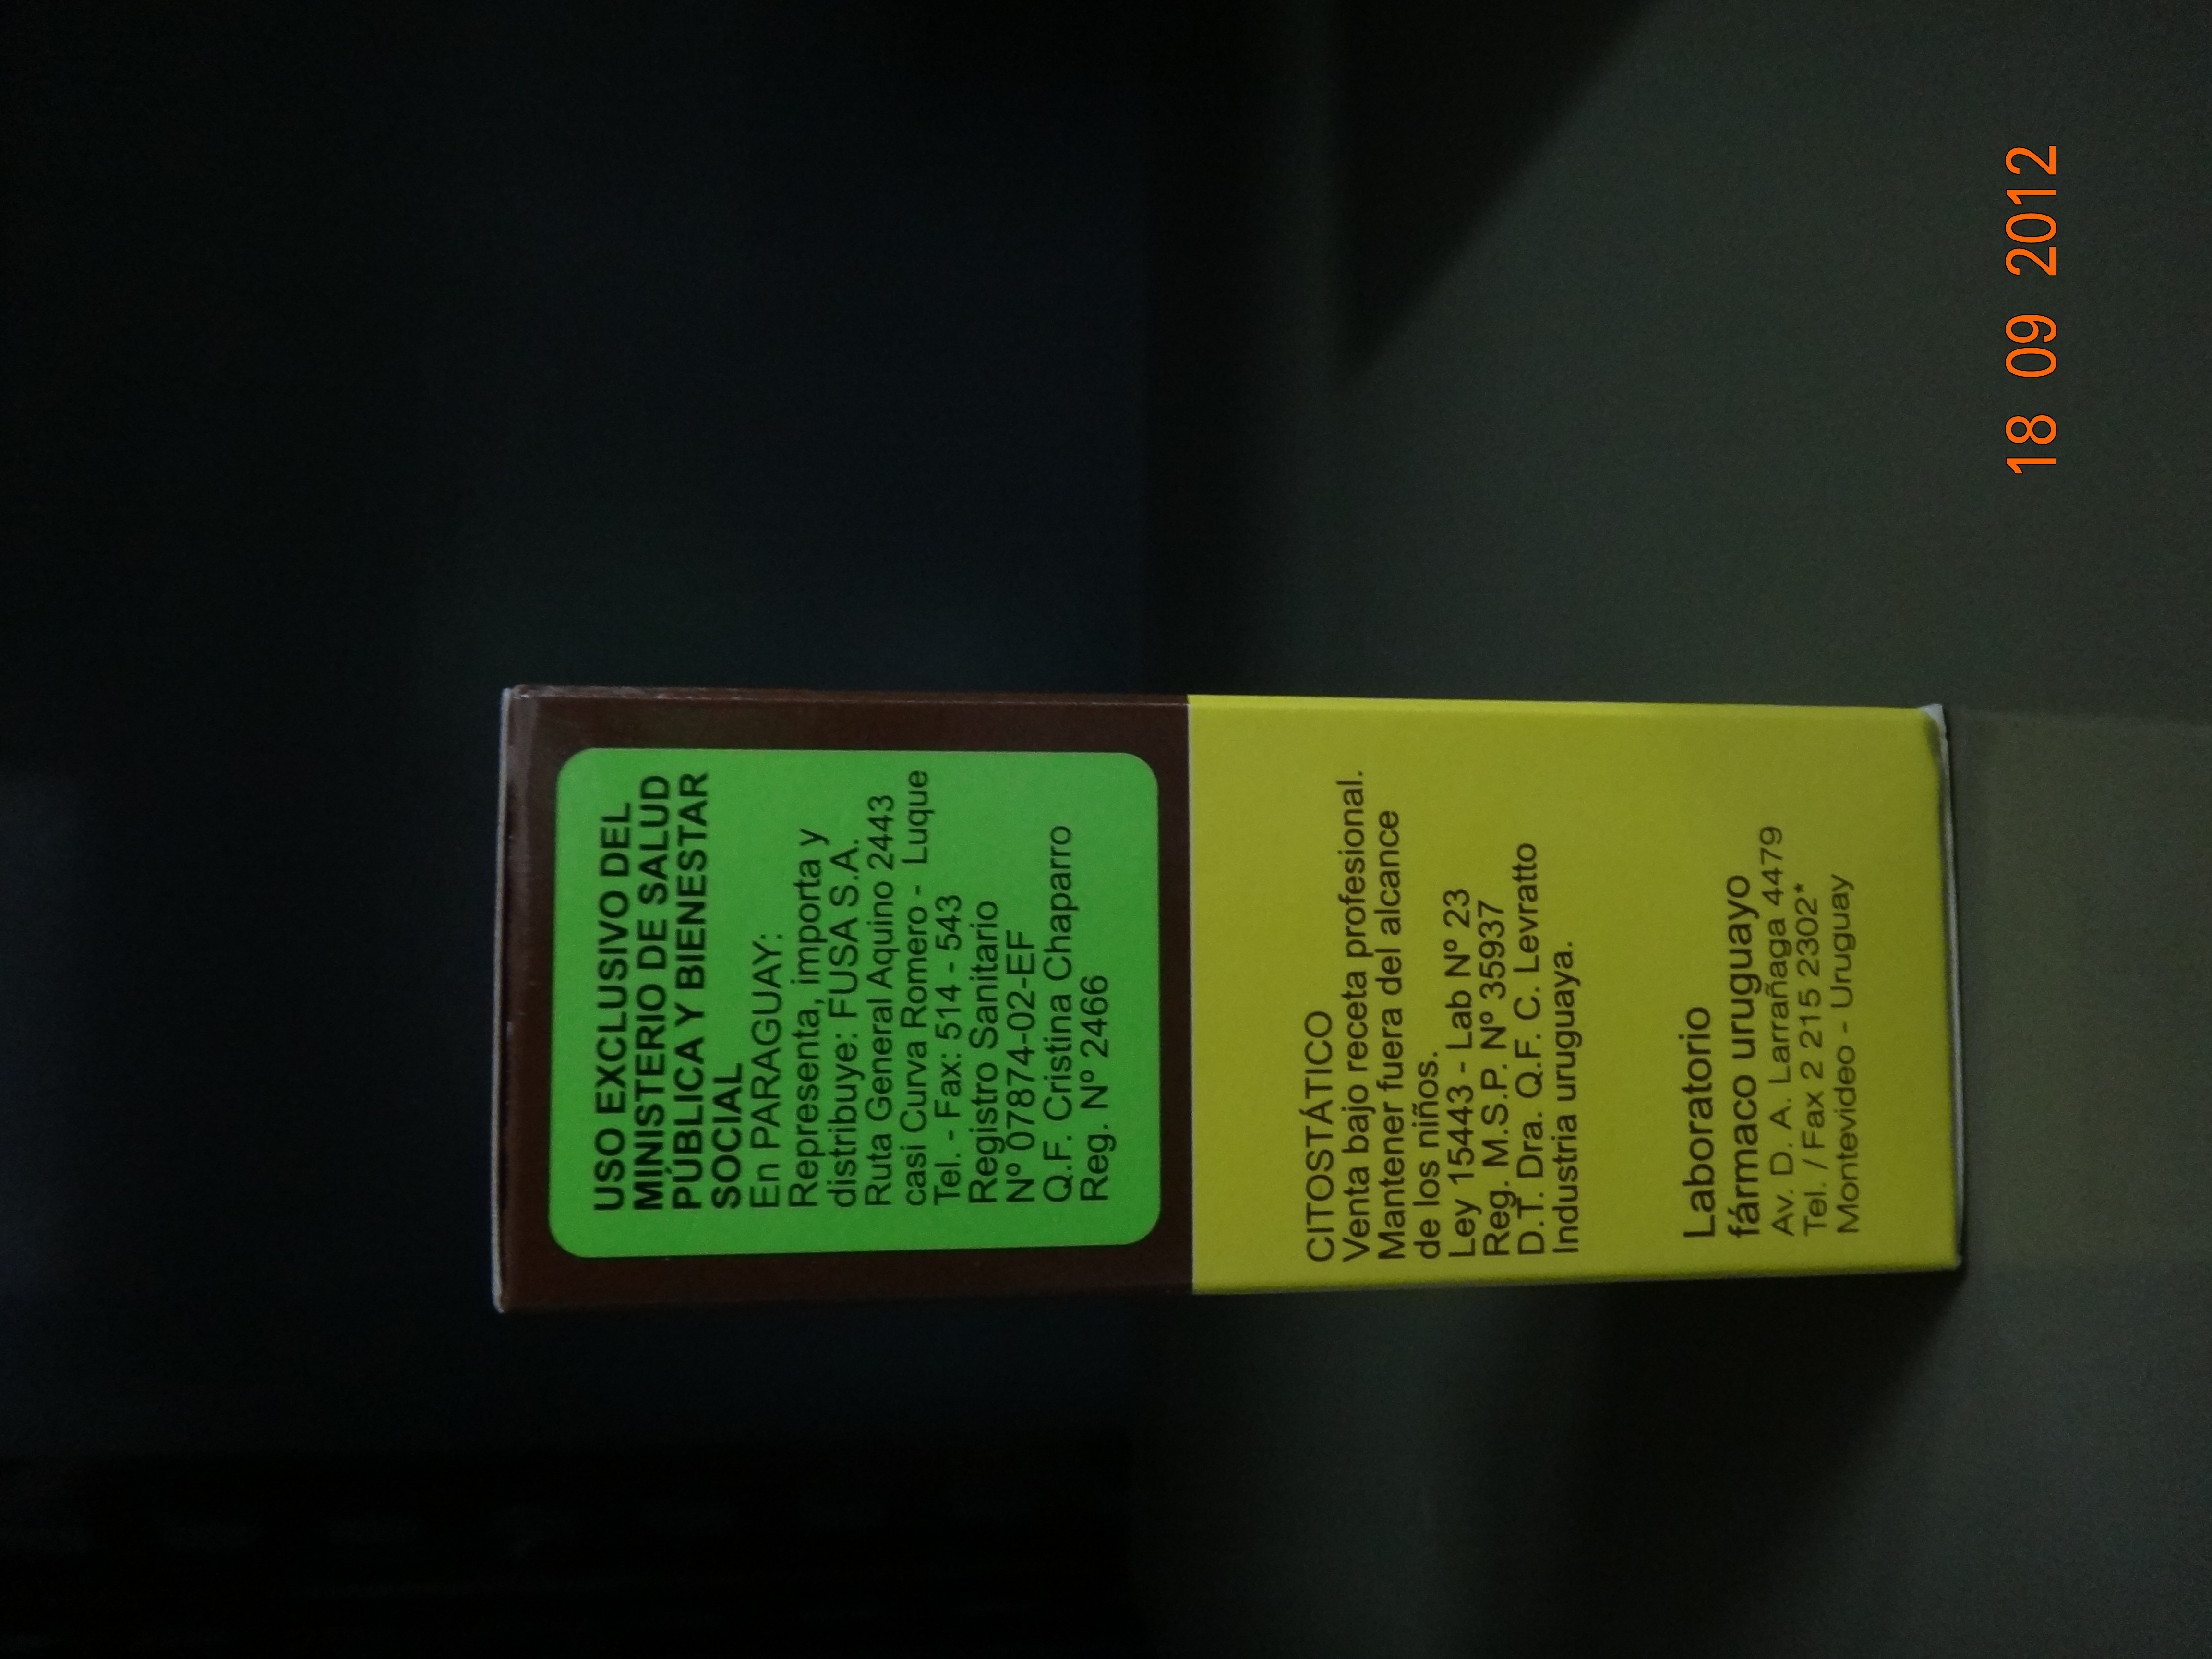 USO EXCLUSIVO DEL
MINISTERIO DE SALUD
PÚBLICA Y BIENESTAR
SOCIAL
En PARAGUAY:
Representa, importa y
distribuye: FUSA S.A.
Ruta General Aquino 2443
casi Curva Romero - Luque
Tel. - Fax: 514 - 543
Registro Sanitario
Nº 07874-02-EF
Q.F. Cristina Chaparro
Reg. Nº 2466
CITOSTÁTICO
Venta bajo receta profesional.
Mantener fuera del alcance
de los niños.
Ley 15443 - Lab Nº 23
Reg. M.S.P. Nº 35937
D.T. Dra. Q.F. C. Levratto
Industria uruguaya.
Laboratorio
fármaco uruguayo
Av. D. A. Larrañaga 4479
Tel. / Fax 2 2215 2302*
Montevideo - Uruguay
18 09 2012